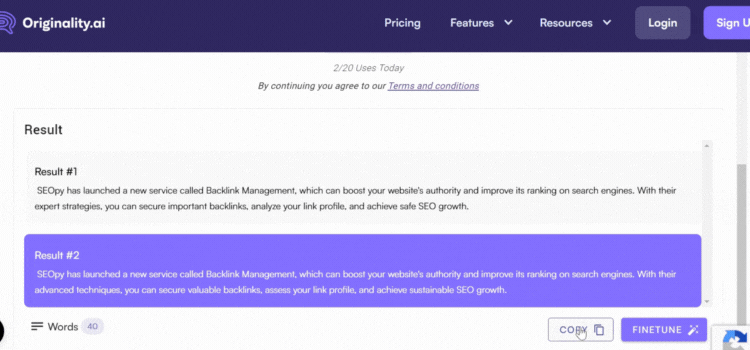 Originality.ai Pricing Features Resources Login Sign
2/20 Uses Today
By continuing you agree to our Terms and conditions
Result
Result #1
SEOpy has launched a new service called Backlink Management, which can boost your website's authority and improve its ranking on search engines. With their
expert strategies, you can secure important backlinks, analyze your link profile, and achieve safe SEO growth.
Result #2
SEOpy has launched a new service called Backlink Management, which can boost your website's authority and improve its ranking on search engines. With their
advanced techniques, you can secure valuable backlinks, assess your link profile, and achieve sustainable SEO growth.
Words 40 COPY FINETUNE